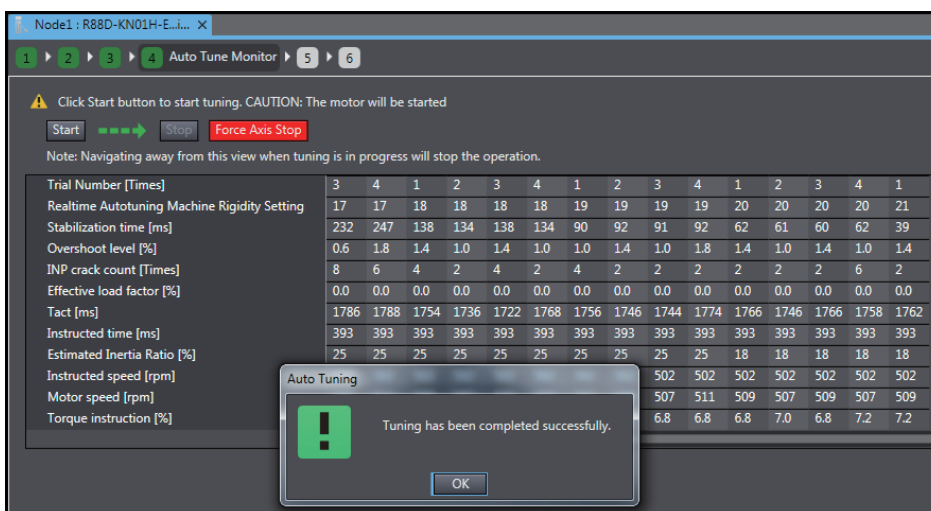 Node1 : R88D-KN01H-E...i... X
1 2 3 4 Auto Tune Monitor 5 6
Click Start button to start tuning. CAUTION: The motor will be started
Start Stop Force Axis Stop
Note: Navigating away from this view when tuning is in progress will stop the operation.
Trial Number [Times] 3 4 1 2 3 4 1 2 3 4 1 2 3 4 1
Realtime Autotuning Machine Rigidity Setting 17 17 18 18 18 18 19 19 19 19 20 20 20 20 21
Stabilization time [ms] 232 247 138 134 138 134 90 92 91 92 62 61 60 62 39
Overshoot level [%] 0.6 1.8 1.4 1.0 1.4 1.0 1.0 1.4 1.0 1.8 1.4 1.0 1.4 1.0 1.4
INP crack count [Times] 8 6 4 2 4 2 4 2 2 2 2 2 2 6 2
Effective load factor [%] 0.0 0.0 0.0 0.0 0.0 0.0 0.0 0.0 0.0 0.0 0.0 0.0 0.0 0.0 0.0
Tact [ms] 1786 1788 1754 1736 1722 1768 1756 1746 1744 1774 1766 1746 1766 1758 1762
Instructed time [ms] 393 393 393 393 393 393 393 393 393 393 393 393 393 393 393
Estimated Inertia Ratio [%] 25 25 25 25 25 25 25 25 25 25 18 18 18 18 18
Instructed speed [rpm] 502 502 502 502 502 502 502
Motor speed [rpm] 507 511 509 507 509 507 509
Torque instruction [%] 6.8 6.8 6.8 7.0 6.8 7.2 7.2
Auto Tuning
Tuning has been completed successfully.
OK